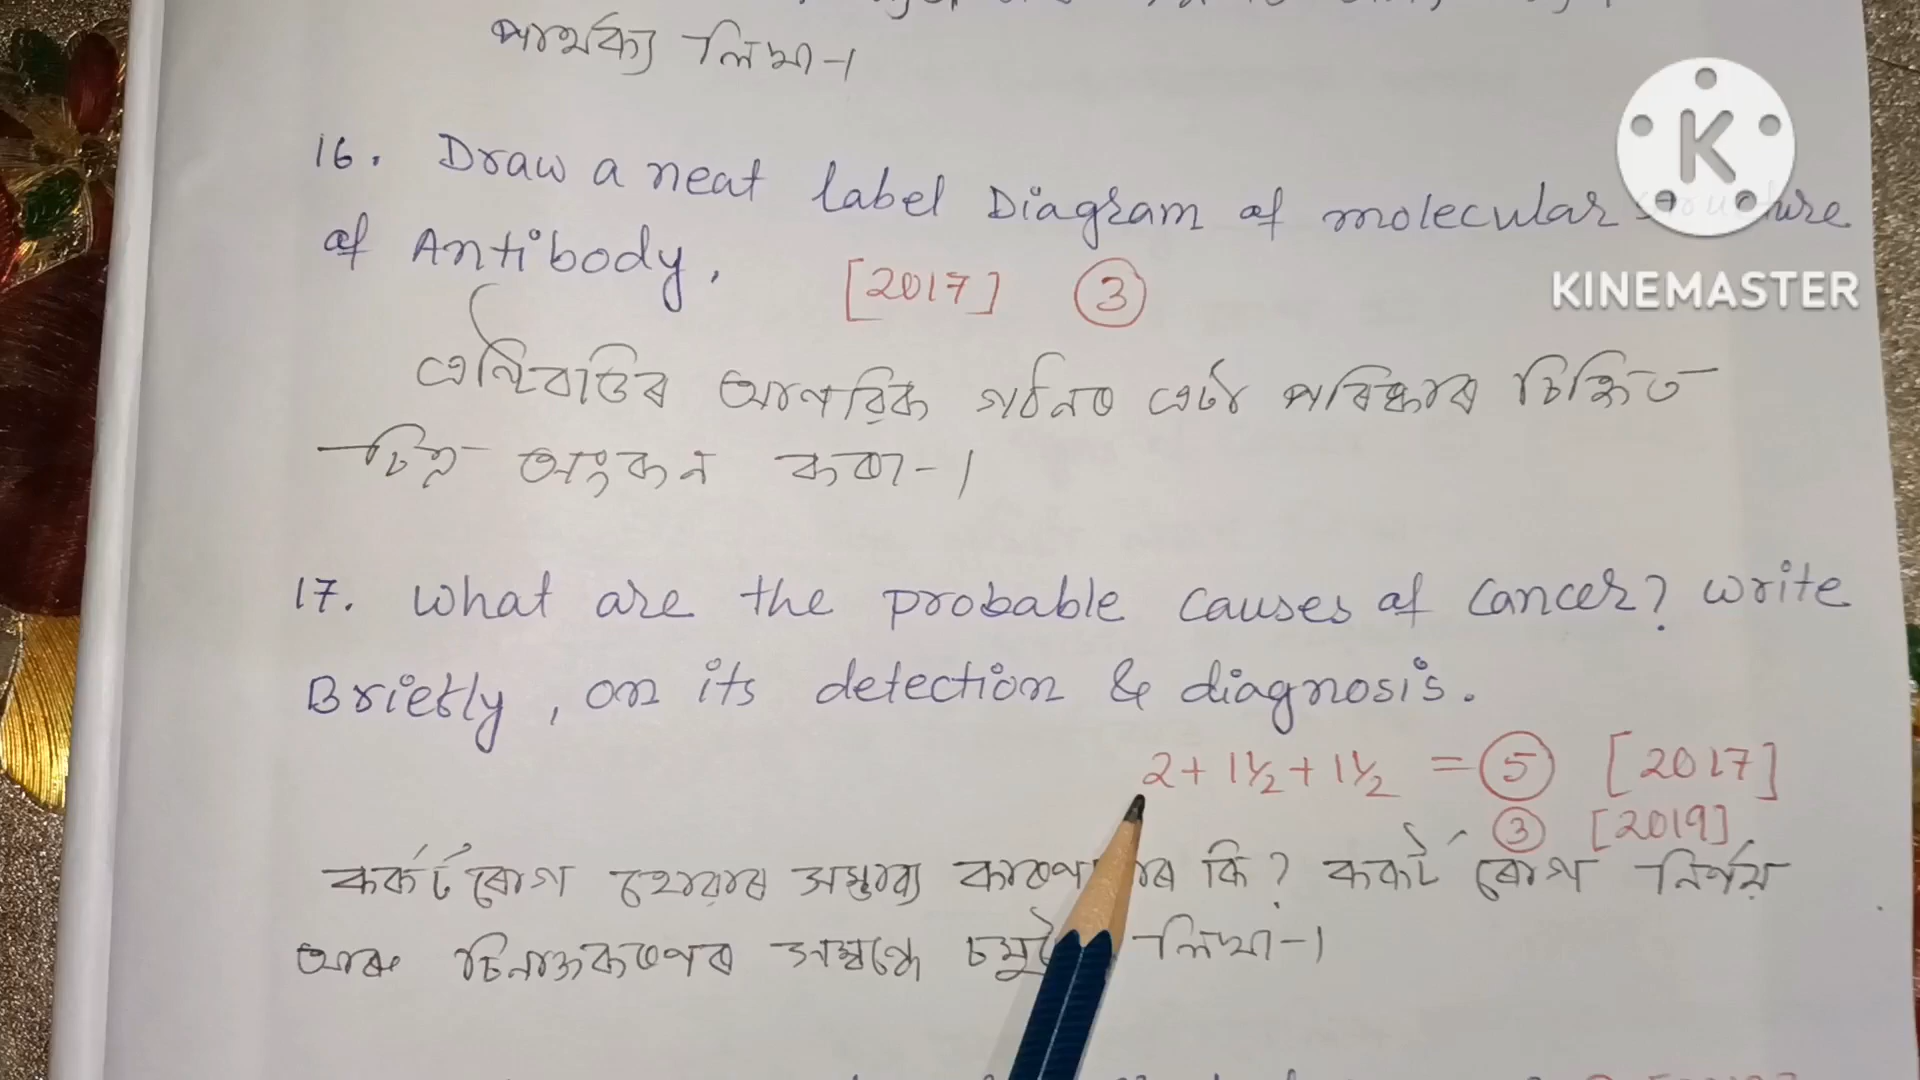 পাৰ্থক্য লিখা-।
16. Draw a neat label Diagram of molecular structure
of Antibody. [2017] 3
KINEMASTER
এন্টিবডিৰ আণৱিক গঠনৰ এটা পৰিষ্কাৰ চিহ্নিত
চিত্ৰ অংকন কৰা-।
17. What are the probable causes of cancer? write
Briefly, on its detection & diagnosis.
2+1½+1½ = 5 [2017]
3 [2019]
কৰ্কট ৰোগ হোৱাৰ সম্ভাব্য কি? কৰ্কট ৰোগ নিৰ্ণয়
আৰু চিনাক্তকৰণৰ সম্বন্ধে লিখা-।